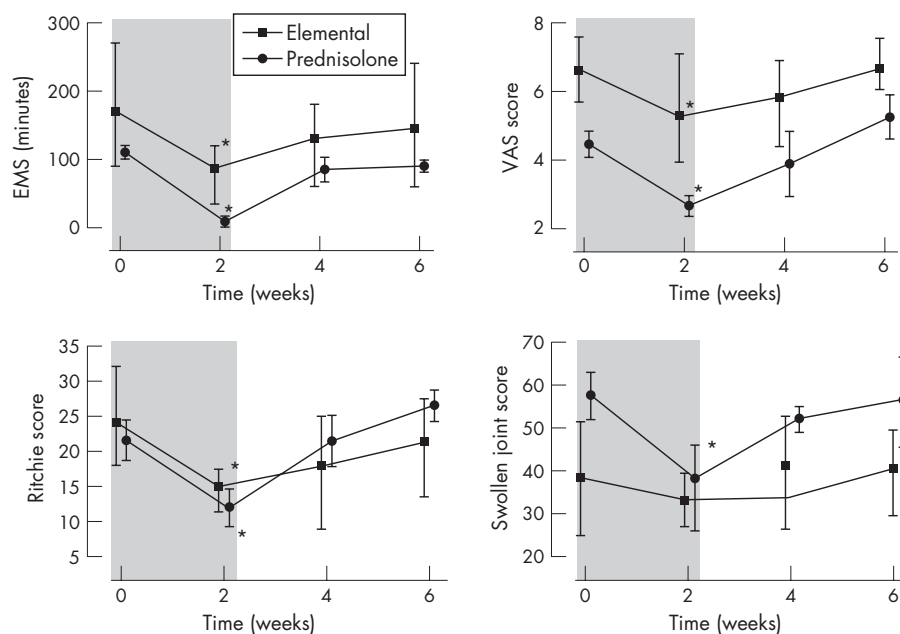 300
200
100
0
EMS (minutes)
Elemental
Prednisolone
*
*
0 2 4 6
Time (weeks)
8
6
4
2
VAS score
*
*
0 2 4 6
Time (weeks)
35
30
25
20
15
10
5
Ritchie score
*
*
0 2 4 6
Time (weeks)
70
60
50
40
30
20
Swollen joint score
*
0 2 4 6
Time (weeks)